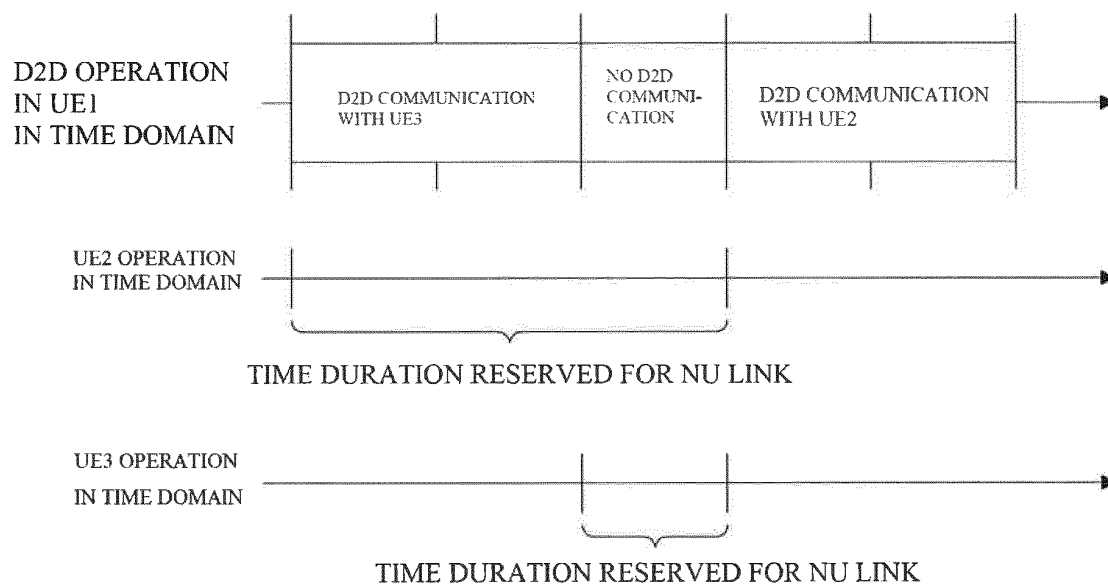 D2D OPERATION
IN UE1
IN TIME DOMAIN
D2D COMMUNICATION
WITH UE3
NO D2D
COMMUNI-
CATION
D2D COMMUNICATION
WITH UE2
UE2 OPERATION
IN TIME DOMAIN
TIME DURATION RESERVED FOR NU LINK
UE3 OPERATION
IN TIME DOMAIN
TIME DURATION RESERVED FOR NU LINK